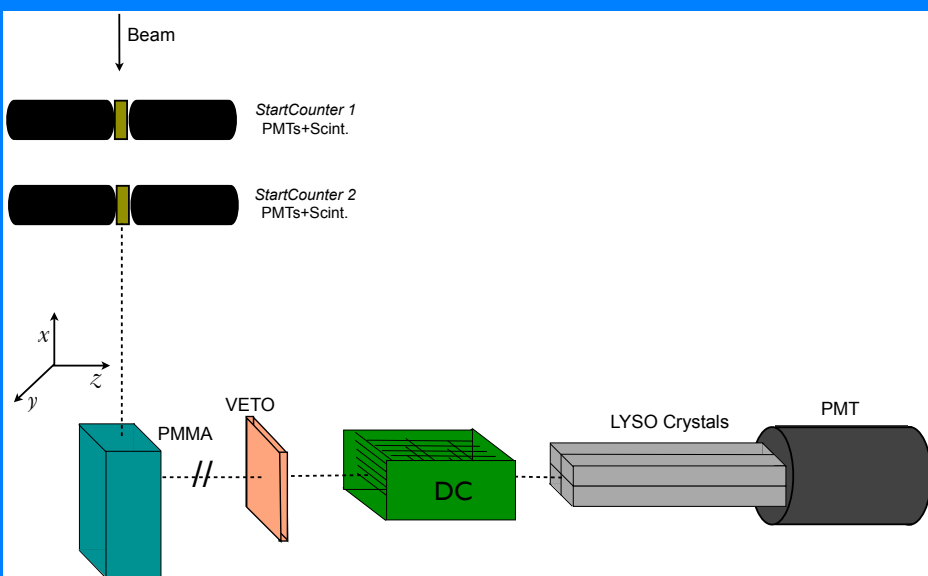 Beam
StartCounter 1
PMTs+Scint.
StartCounter 2
PMTs+Scint.
x
z
y
VETO
PMMA
LYSO Crystals
PMT
DC